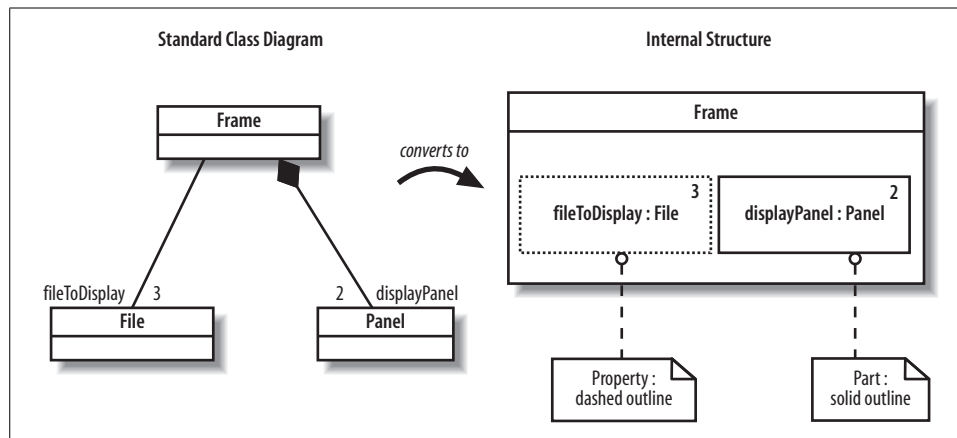 Standard Class Diagram
Internal Structure
Frame
converts to
Frame
fileToDisplay : File
3
displayPanel : Panel
2
fileToDisplay
3
2
displayPanel
File
Panel
Property :
dashed outline
Part :
solid outline